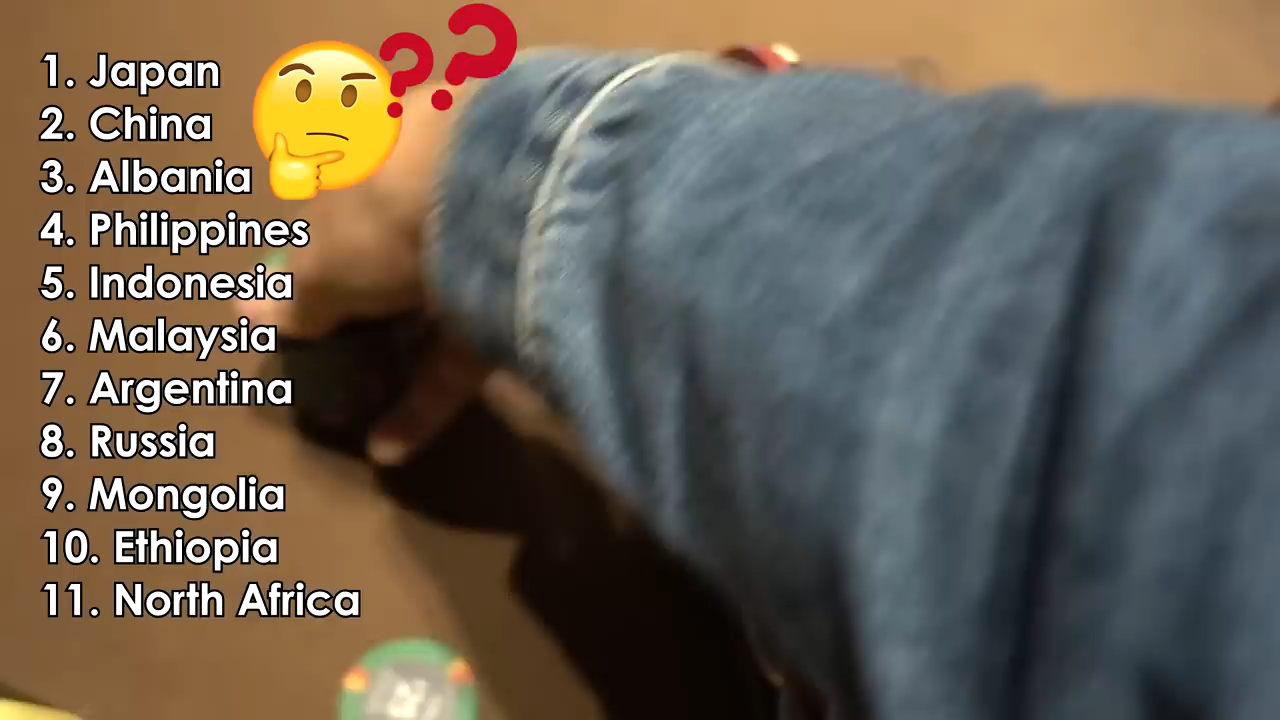 1. Japan
2. China
3. Albania
4. Philippines
5. Indonesia
6. Malaysia
7. Argentina
8. Russia
9. Mongolia
10. Ethiopia
11. North Africa
??